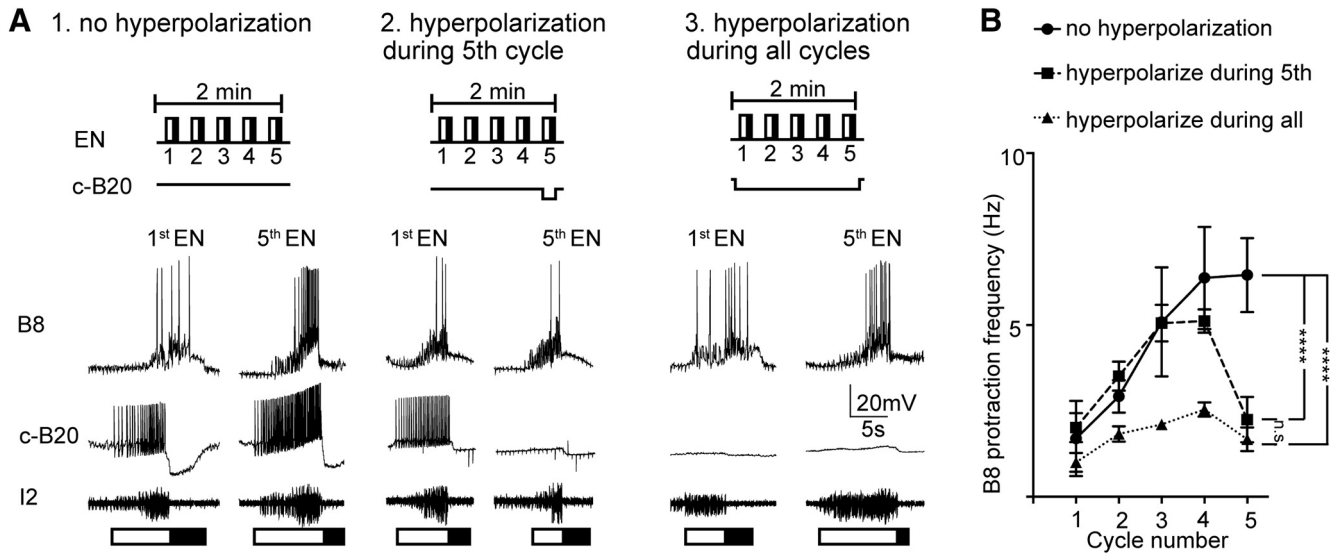 A
1. no hyperpolarization
2. hyperpolarization
during 5th cycle
3. hyperpolarization
during all cycles
2 min
2 min
2 min
EN
1 2 3 4 5
1 2 3 4 5
1 2 3 4 5
c-B20
1st EN
5th EN
1st EN
5th EN
1st EN
5th EN
B8
c-B20
20mV
5s
I2
B
no hyperpolarization
hyperpolarize during 5th
hyperpolarize during all
B8 protraction frequency (Hz)
10
5
1 2 3 4 5
Cycle number
n.s
****
****